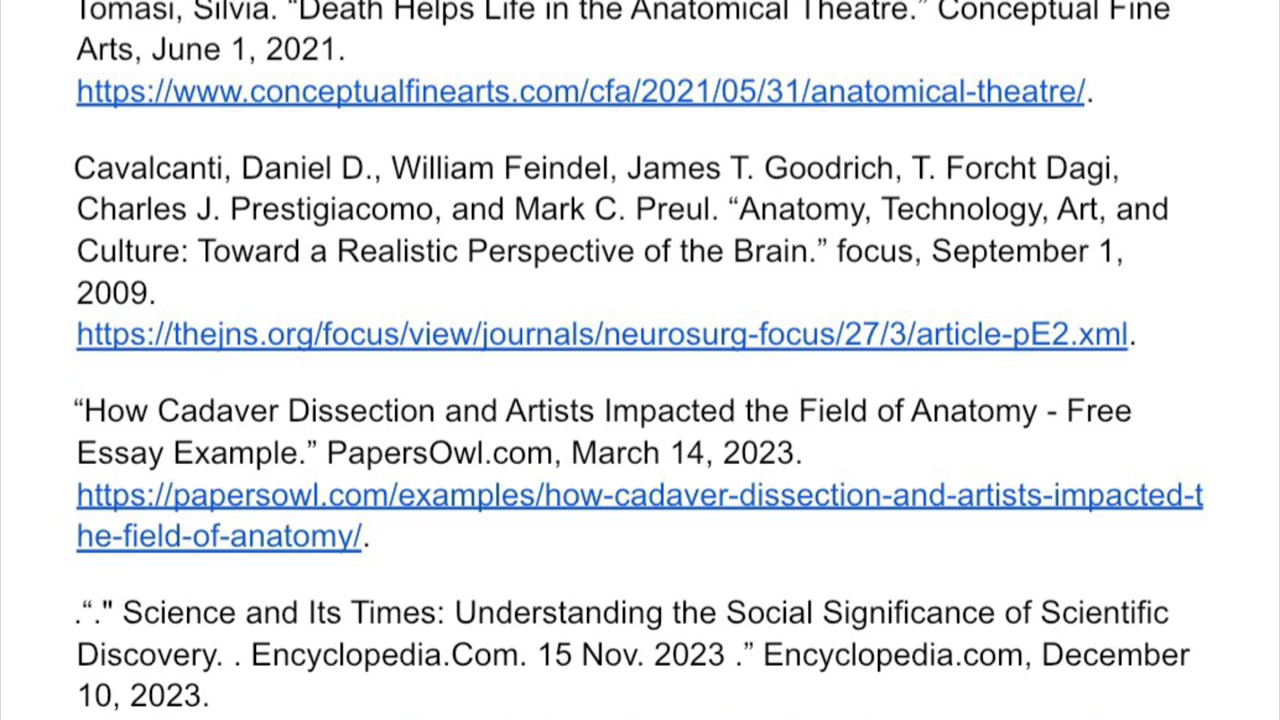 Tomasi, Silvia. “Death Helps Life in the Anatomical Theatre.” Conceptual Fine
Arts, June 1, 2021.
https://www.conceptualfinearts.com/cfa/2021/05/31/anatomical-theatre/.
Cavalcanti, Daniel D., William Feindel, James T. Goodrich, T. Forcht Dagi,
Charles J. Prestigiacomo, and Mark C. Preul. “Anatomy, Technology, Art, and
Culture: Toward a Realistic Perspective of the Brain.” focus, September 1,
2009.
https://thejns.org/focus/view/journals/neurosurg-focus/27/3/article-pE2.xml.
“How Cadaver Dissection and Artists Impacted the Field of Anatomy - Free
Essay Example.” PapersOwl.com, March 14, 2023.
https://papersowl.com/examples/how-cadaver-dissection-and-artists-impacted-t
he-field-of-anatomy/.
.“." Science and Its Times: Understanding the Social Significance of Scientific
Discovery. . Encyclopedia.Com. 15 Nov. 2023 .” Encyclopedia.com, December
10, 2023.